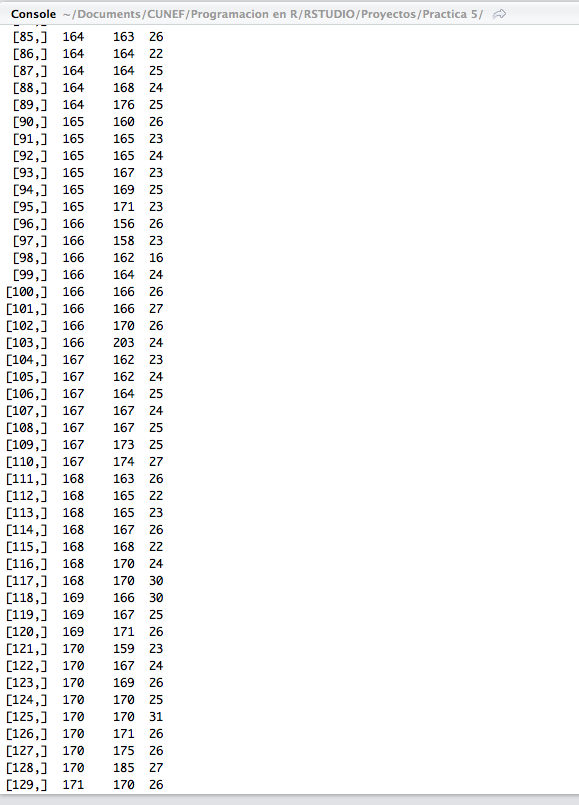 Console ~/Documents/CUNEF/Programacion en R/RSTUDIO/Proyectos/Practica 5/
[85,] 164 163 26
[86,] 164 164 22
[87,] 164 164 25
[88,] 164 168 24
[89,] 164 176 25
[90,] 165 160 26
[91,] 165 165 23
[92,] 165 165 24
[93,] 165 167 23
[94,] 165 169 25
[95,] 165 171 23
[96,] 166 156 26
[97,] 166 158 23
[98,] 166 162 16
[99,] 166 164 24
[100,] 166 166 26
[101,] 166 166 27
[102,] 166 170 26
[103,] 166 203 24
[104,] 167 162 23
[105,] 167 162 24
[106,] 167 164 25
[107,] 167 167 24
[108,] 167 167 25
[109,] 167 173 25
[110,] 167 174 27
[111,] 168 163 26
[112,] 168 165 22
[113,] 168 165 23
[114,] 168 167 26
[115,] 168 168 22
[116,] 168 170 24
[117,] 168 170 30
[118,] 169 166 30
[119,] 169 167 25
[120,] 169 171 26
[121,] 170 159 23
[122,] 170 167 24
[123,] 170 169 26
[124,] 170 170 25
[125,] 170 170 31
[126,] 170 171 26
[127,] 170 175 26
[128,] 170 185 27
[129,] 171 170 26